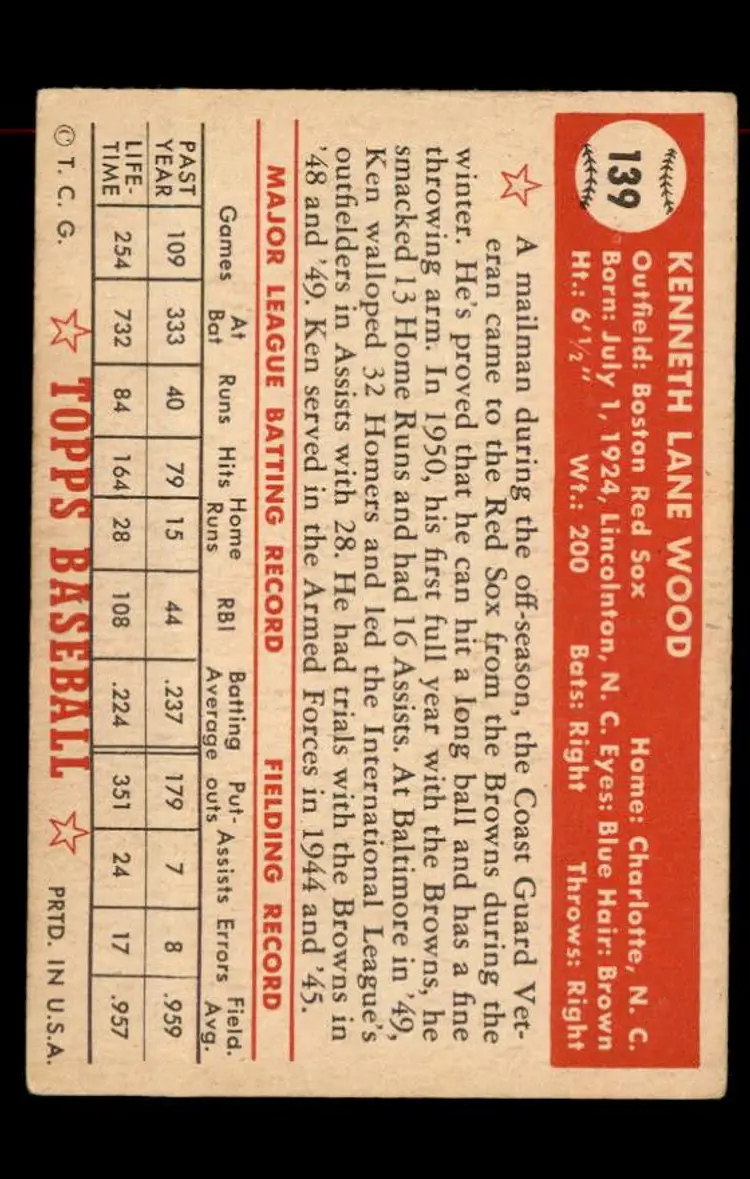 139
KENNETH LANE WOOD
Outfield: Boston Red Sox Home: Charlotte, N. C.
Born: July 1, 1924, Lincolnton, N. C. Eyes: Blue Hair: Brown
Ht.: 6'½" Wt.: 200 Bats: Right Throws: Right
A mailman during the off-season, the Coast Guard Vet-
eran came to the Red Sox from the Browns during the
winter. He's proved that he can hit a long ball and has a fine
throwing arm. In 1950, his first full year with the Browns, he
smacked 13 Home Runs and had 16 Assists. At Baltimore in '49,
Ken walloped 32 Homers and led the International League's
outfielders in Assists with 28. He had trials with the Browns in
'48 and '49. Ken served in the Armed Forces in 1944 and '45.
MAJOR LEAGUE BATTING RECORD FIELDING RECORD
Games At Bat Runs Hits Home Runs RBI Batting Average Put-outs Assists Errors Field. Avg.
PAST YEAR 109 333 40 79 15 44 .237 179 7 8 .959
LIFE-TIME 254 732 84 164 28 108 .224 351 24 17 .957
© T. C. G. TOPPS BASEBALL PRTD. IN U.S.A.